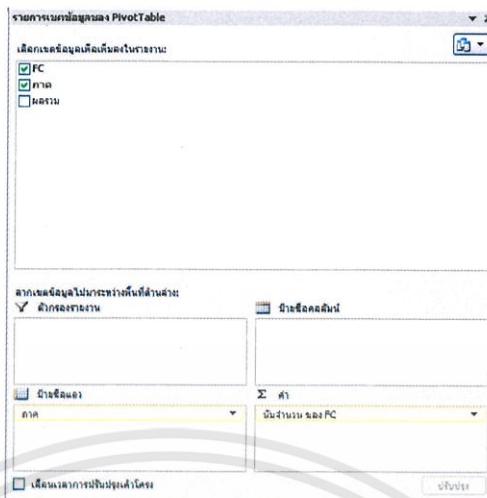 รายการเขตข้อมูลของ PivotTable
เลือกเขตข้อมูลเพื่อเพิ่มลงในรายงาน:
FC
ภาค
ผลรวม
ลากเขตข้อมูลไปมาระหว่างพื้นที่ด้านล่าง:
ตัวกรองรายงาน
ป้ายชื่อคอลัมน์
ป้ายชื่อแถว
Σ ค่า
ภาค
นับจำนวน ของ FC
เลื่อนเวลาการปรับปรุงเค้าโครง
ปรับปรุง